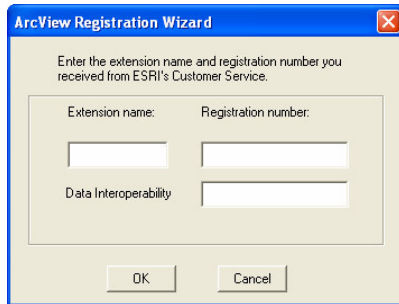 ArcView Registration Wizard
Enter the extension name and registration number you
received from ESRI's Customer Service.
Extension name:
Registration number:
Data Interoperability
OK
Cancel